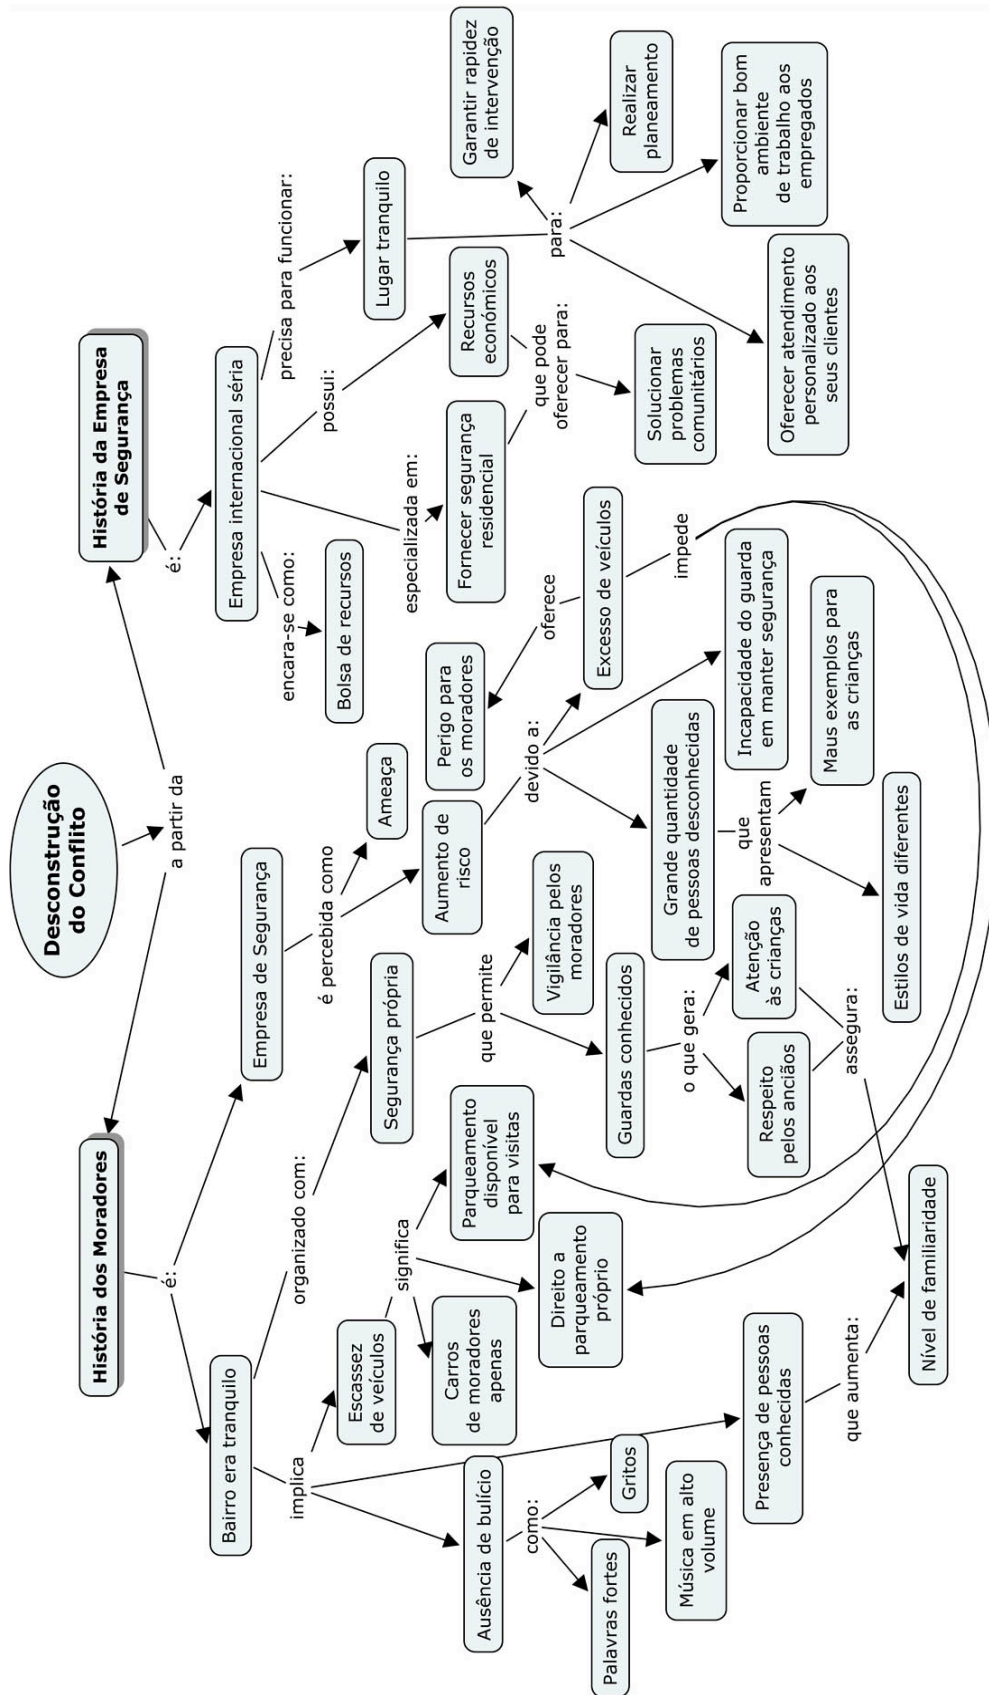 Desconstrução
do Conflito
a partir da
História dos Moradores
é:
Bairro era tranquilo
implica
Ausência de bulício
como:
Palavras fortes
Música em alto
volume
Gritos
Escassez
de veículos
significa
Carros
de moradores
apenas
Direito a
parqueamento
próprio
Parqueamento
disponível
para visitas
Presença de pessoas
conhecidas
que aumenta:
Nível de familiaridade
organizado com:
Segurança própria
que permite
Guardas conhecidos
o que gera:
Respeito
pelos anciãos
Atenção
às crianças
assegura:
Vigilância pelos
moradores
Empresa de Segurança
é percebida como
Ameaça
Aumento de
risco
devido a:
Grande quantidade
de pessoas desconhecidas
que
apresentam
Estilos de vida diferentes
Maus exemplos para
as crianças
Incapacidade do guarda
em manter segurança
Excesso de veículos
oferece
Perigo para
os moradores
impede
História da Empresa
de Segurança
é:
Empresa internacional séria
encara-se como:
Bolsa de recursos
especializada em:
Fornecer segurança
residencial
possui:
Recursos
económicos
que pode
oferecer para:
Solucionar
problemas
comunitários
precisa para funcionar:
Lugar tranquilo
para:
Oferecer atendimento
personalizado aos
seus clientes
Proporcionar bom
ambiente
de trabalho aos
empregados
Realizar
planeamento
Garantir rapidez
de intervenção